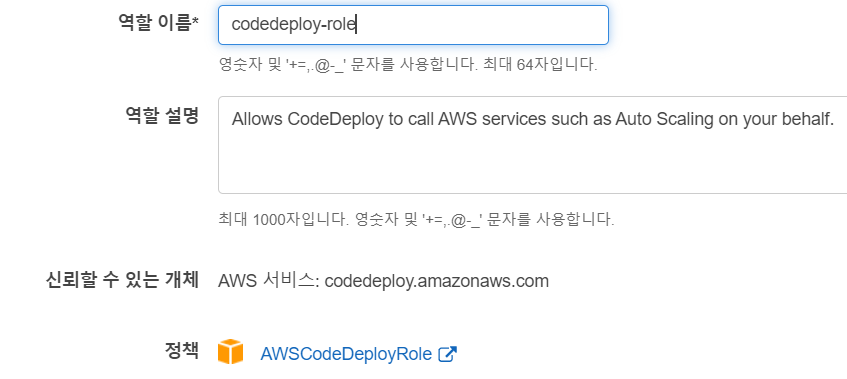 역할 이름* codedeploy-role
영숫자 및 '+=,.@-_' 문자를 사용합니다. 최대 64자입니다.
역할 설명 Allows CodeDeploy to call AWS services such as Auto Scaling on your behalf.
최대 1000자입니다. 영숫자 및 '+=,.@-_' 문자를 사용합니다.
신뢰할 수 있는 개체 AWS 서비스: codedeploy.amazonaws.com
정책 AWSCodeDeployRole